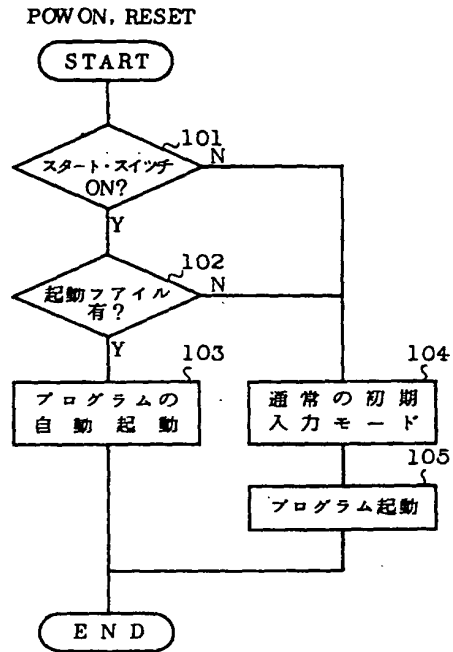 POW ON, RESET
START
101
スタート・スイッチ
ON?
N
Y
102
起動フアイル
有?
N
Y
103
プログラムの
自動起動
104
通常の初期
入力モード
105
プログラム起動
END